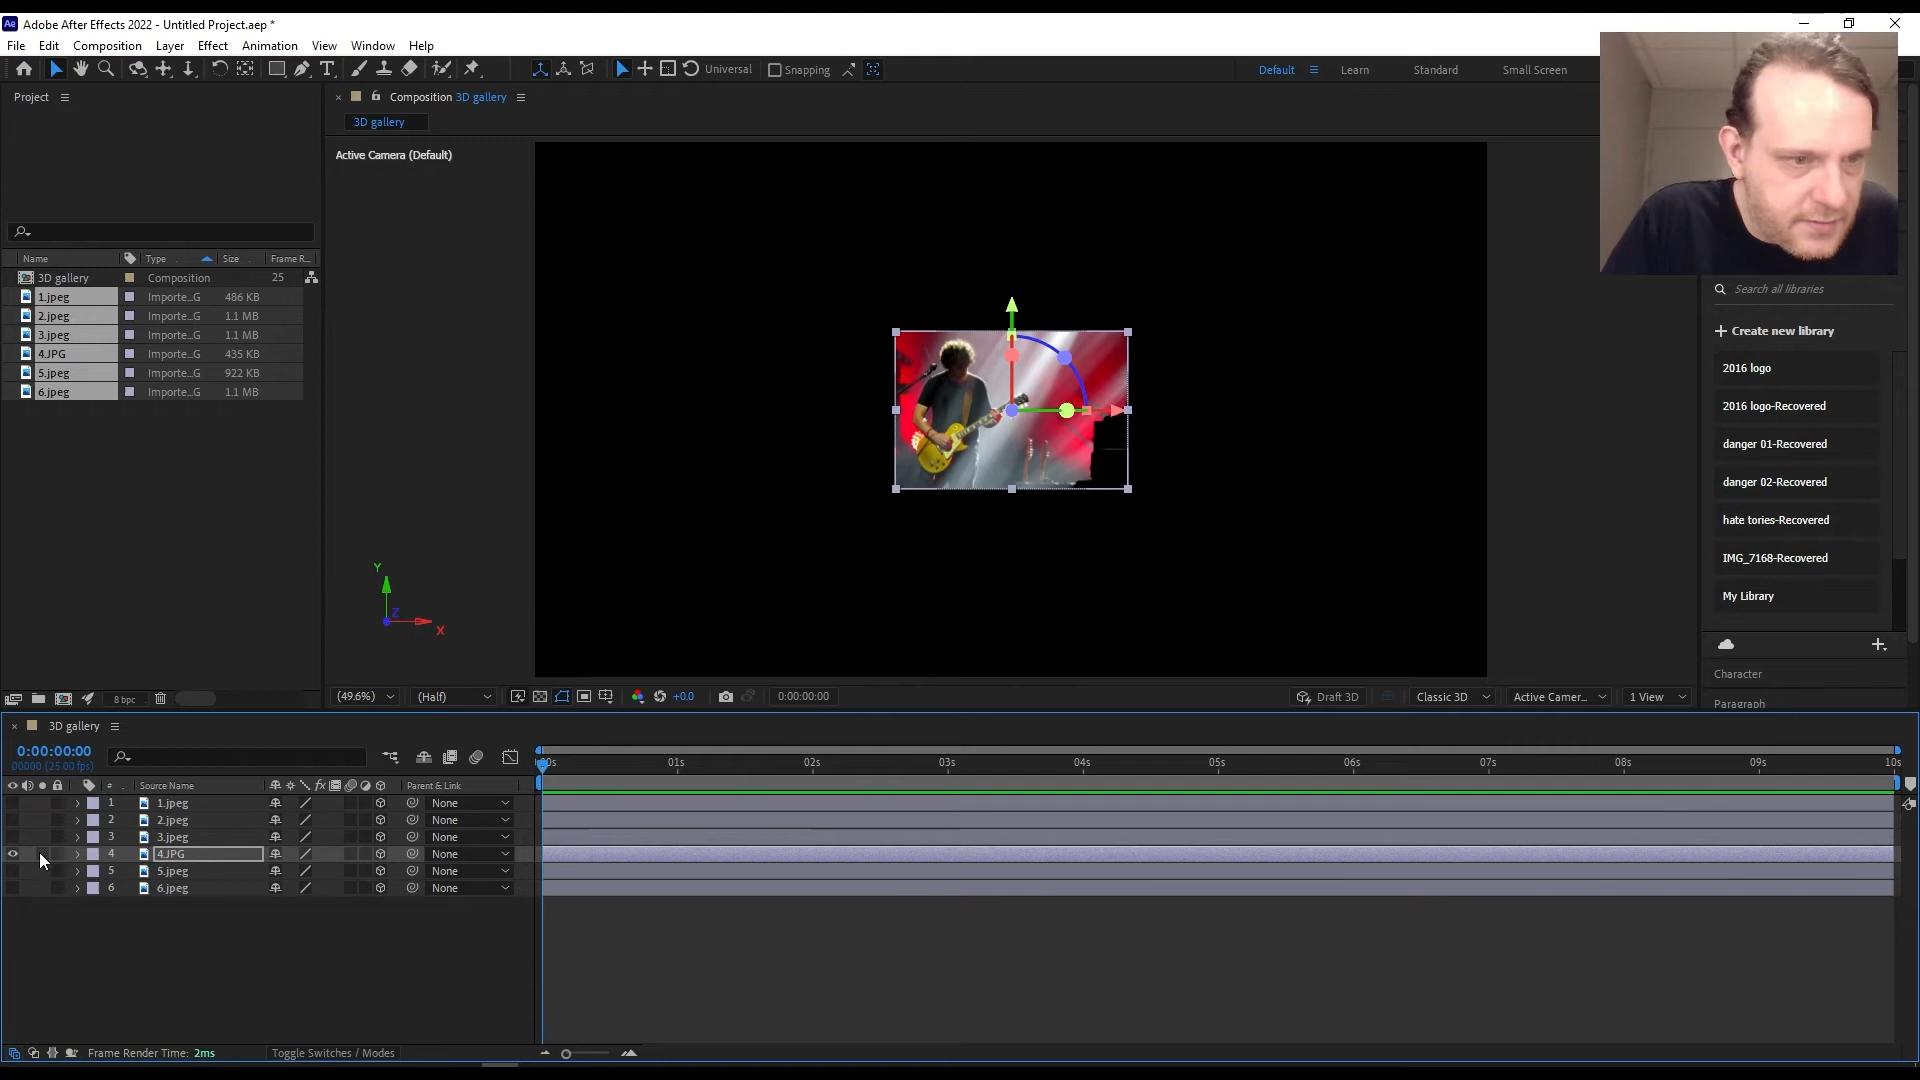 Ae Adobe After Effects 2022 - Untitled Project.aep *
File Edit Composition Layer Effect Animation View Window Help
Universal Snapping Default Learn Standard Small Screen
Project
Composition 3D gallery
3D gallery
Active Camera (Default)
Name Type Size Frame R...
3D gallery Composition 25
1.jpeg Importe...G 486 KB
2.jpeg Importe...G 1.1 MB
3.jpeg Importe...G 1.1 MB
4.JPG Importe...G 435 KB
5.jpeg Importe...G 922 KB
6.jpeg Importe...G 1.1 MB
Y
Z
X
Search all libraries
Create new library
2016 logo
2016 logo-Recovered
danger 01-Recovered
danger 02-Recovered
hate tories-Recovered
IMG_7168-Recovered
My Library
Character
Paragraph
8 bpc
(49.6%) (Half) +0.0 0:00:00:00 Draft 3D Classic 3D Active Camer... 1 View
3D gallery
0:00:00:00
00000 (25.00 fps)
01s 02s 03s 04s 05s 06s 07s 08s 09s 10s
# Source Name fx Parent & Link
1 1.jpeg None
2 2.jpeg None
3 3.jpeg None
4 4.JPG None
5 5.jpeg None
6 6.jpeg None
Frame Render Time: 2ms Toggle Switches / Modes